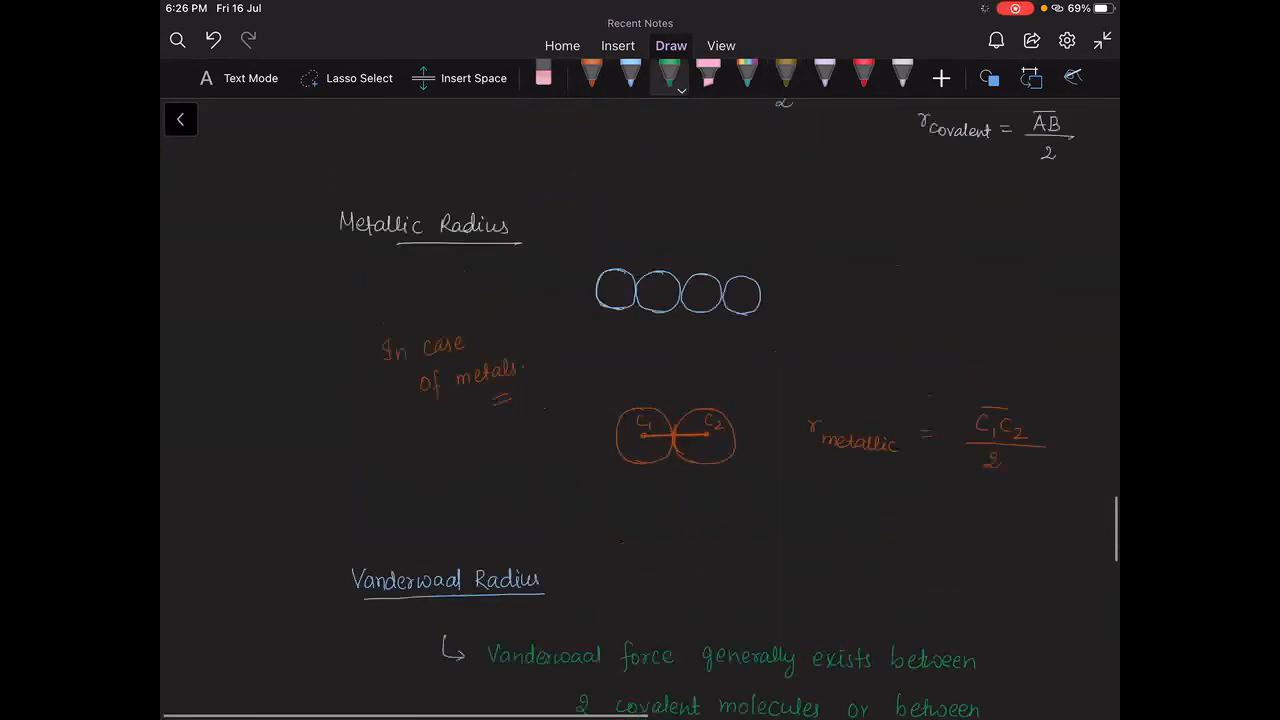 6:26 PM Fri 16 Jul
69%
Recent Notes
Home Insert Draw View
A Text Mode Lasso Select Insert Space
r covalent = AB
2
Metallic Radius
In case
of metals.
C1 C2
r metallic = C1C2
2
Vanderwaal Radius
Vanderwaal force generally exists between
2 covalent molecules or between